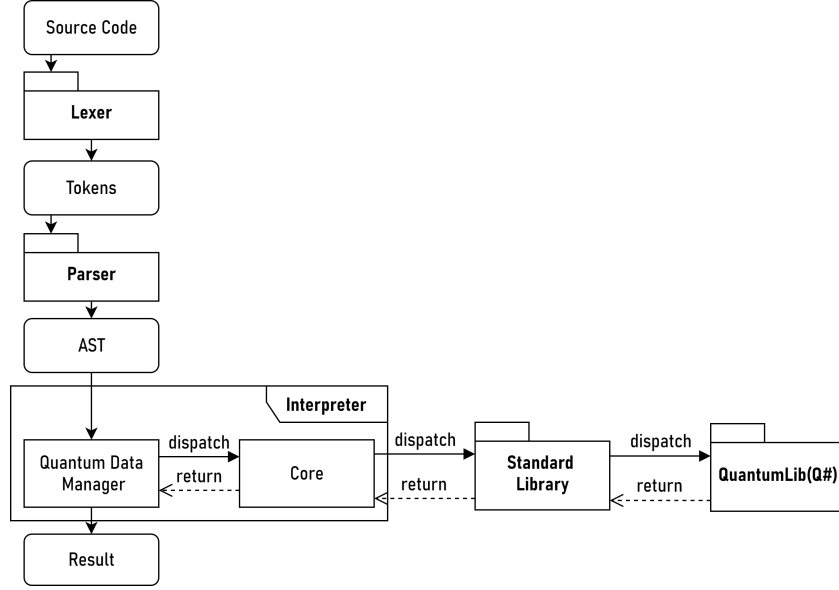 Source Code
Lexer
Tokens
Parser
AST
Interpreter
Quantum Data
Manager
dispatch
return
Core
dispatch
return
Standard
Library
dispatch
return
QuantumLib(Q#)
Result